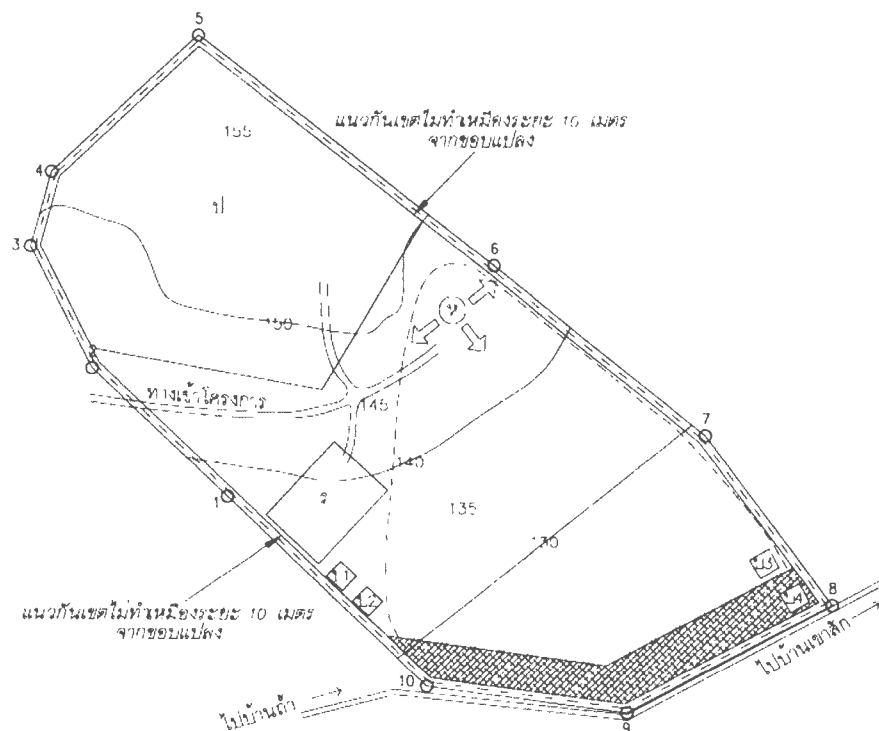 5
155
แนวกันเขตไม่ทำเหมืองระยะ 10 เมตร
จากขอบแปลง
4
ป
3
6
ห
150
2
ทางเข้าโครงการ
145
7
140
1
ร
135
130
แนวกันเขตไม่ทำเหมืองระยะ 10 เมตร
จากขอบแปลง
8
ไปบ้านเขาสัก
10
ไปบ้านถ้ำ
9